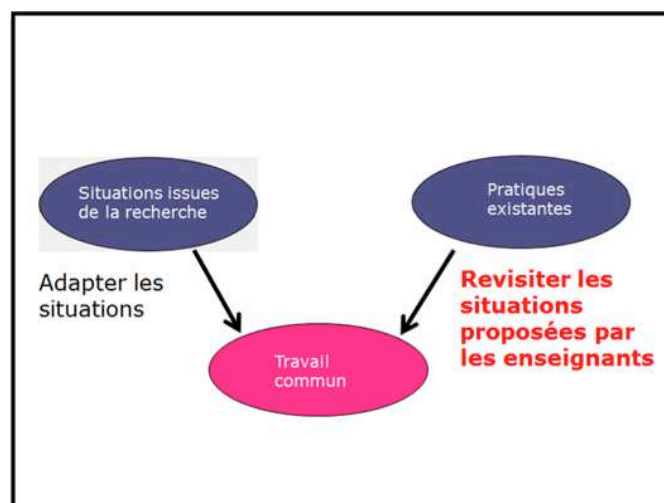 Situations issues
de la recherche
Pratiques
existantes
Adapter les
situations
Revisiter les
situations
proposées par
les enseignants
Travail
commun